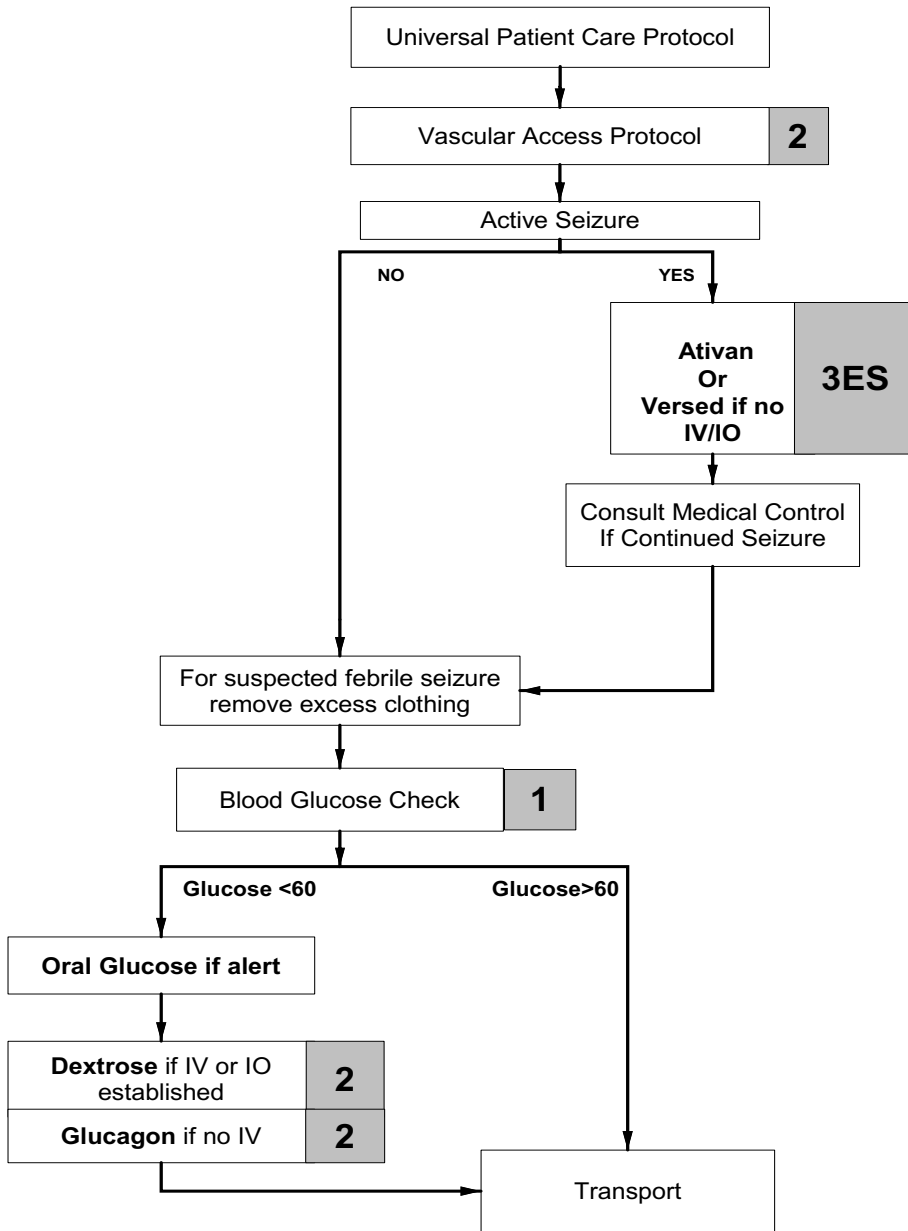 Universal Patient Care Protocol
Vascular Access Protocol
2
Active Seizure
NO
YES
Ativan
Or
Versed if no
IV/IO
3ES
Consult Medical Control
If Continued Seizure
For suspected febrile seizure
remove excess clothing
Blood Glucose Check
1
Glucose <60
Glucose>60
Oral Glucose if alert
Dextrose if IV or IO
established
2
Glucagon if no IV
2
Transport